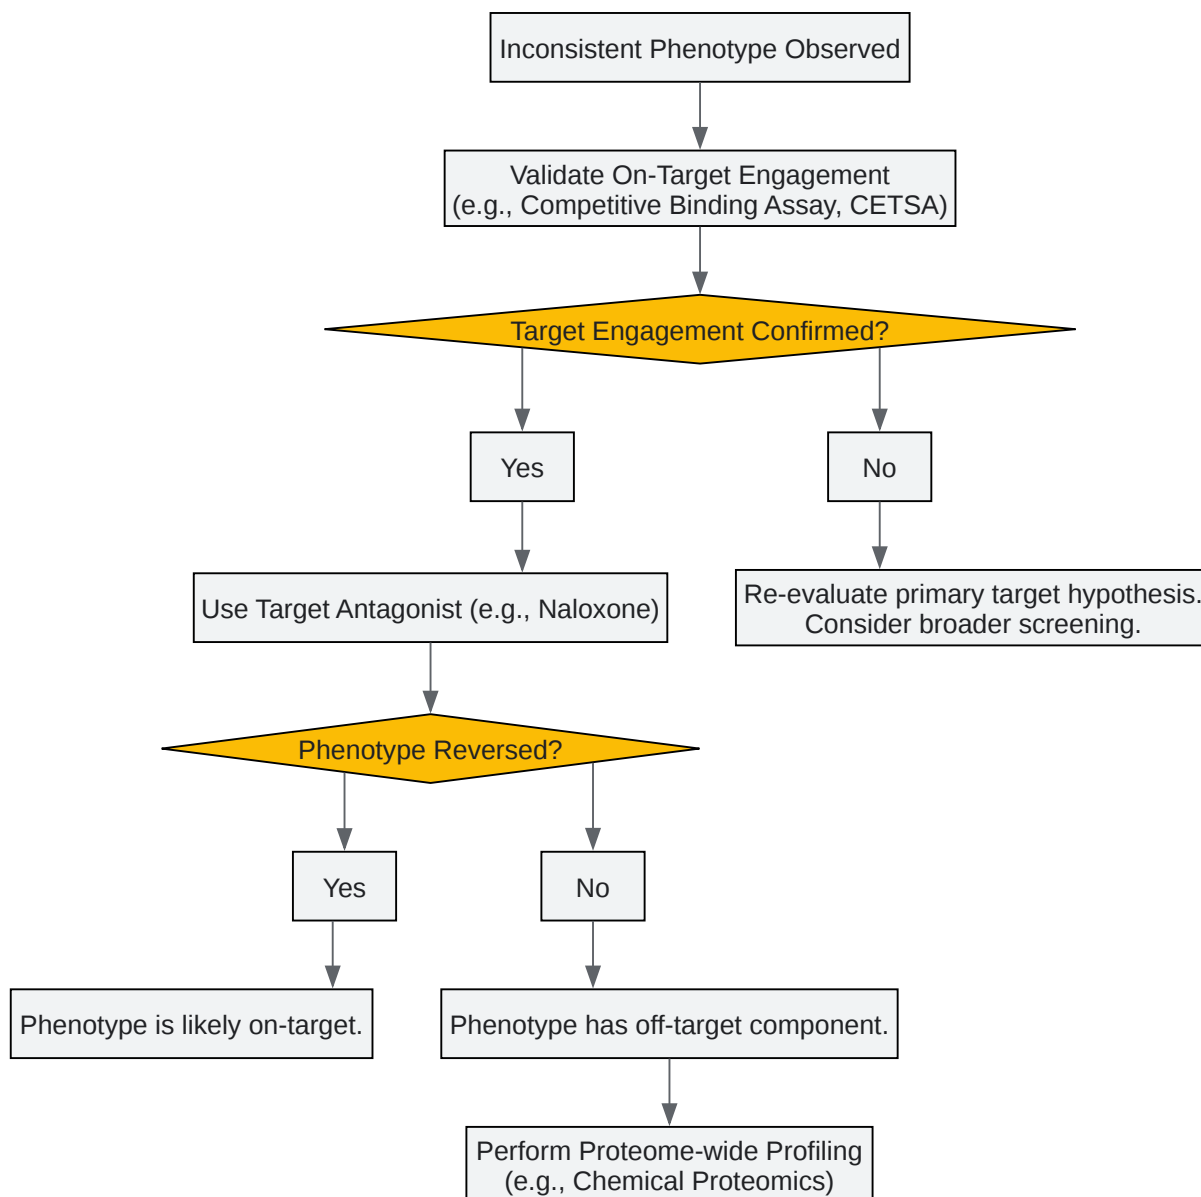 Inconsistent Phenotype Observed
Validate On-Target Engagement
(e.g., Competitive Binding Assay, CETSA)
Target Engagement Confirmed?
Yes
No
Use Target Antagonist (e.g., Naloxone)
Re-evaluate primary target hypothesis.
Consider broader screening.
Phenotype Reversed?
Yes
No
Phenotype is likely on-target.
Phenotype has off-target component.
Perform Proteome-wide Profiling
(e.g., Chemical Proteomics)